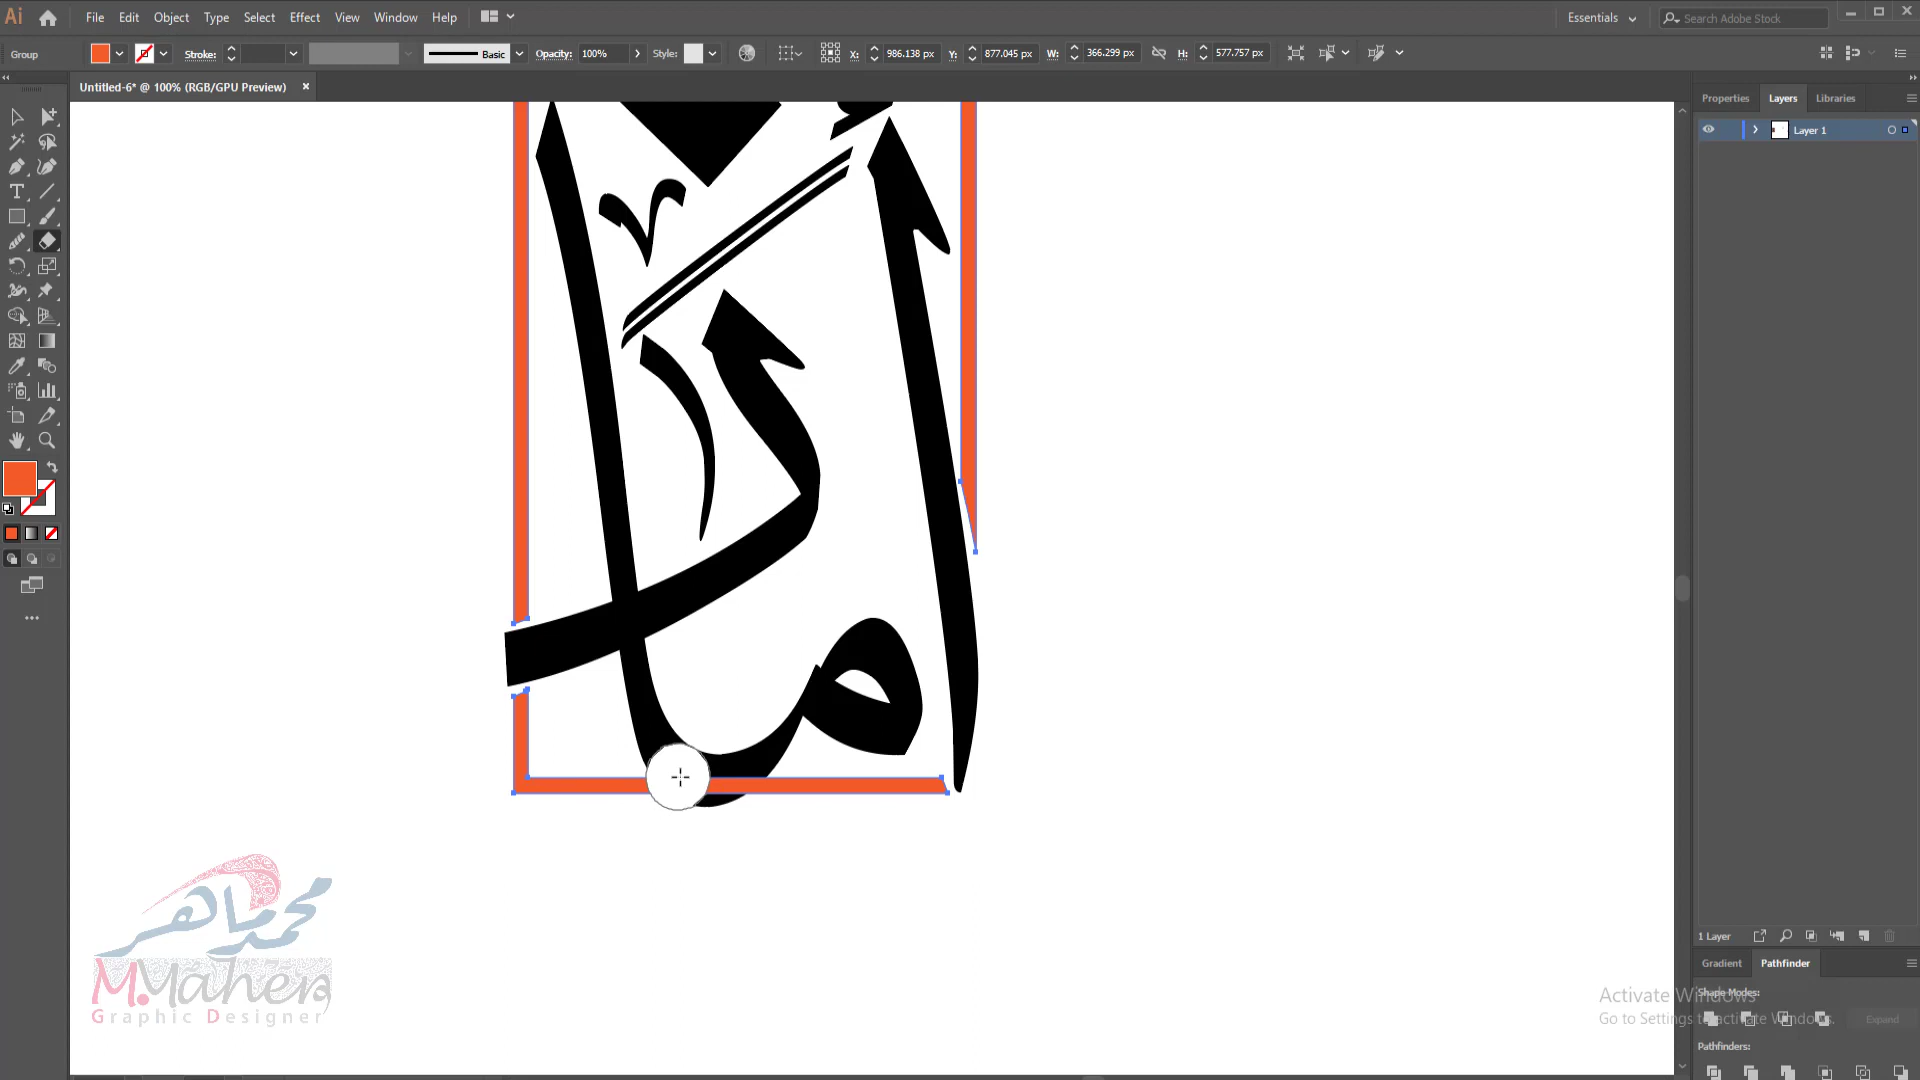 Ai File Edit Object Type Select Effect View Window Help Essentials Search Adobe Stock
Group Stroke: Basic Opacity: 100% Style: X: 986.138 px Y: 877.045 px W: 366.299 px H: 577.757 px
Untitled-6* @ 100% (RGB/GPU Preview) ×
Properties Layers Libraries
Layer 1
محمد ماهر
M.Maher
Graphic Designer
1 Layer
Gradient Pathfinder
Shape Modes:
Expand
Pathfinders:
Activate Windows
Go to Settings to activate Windows.